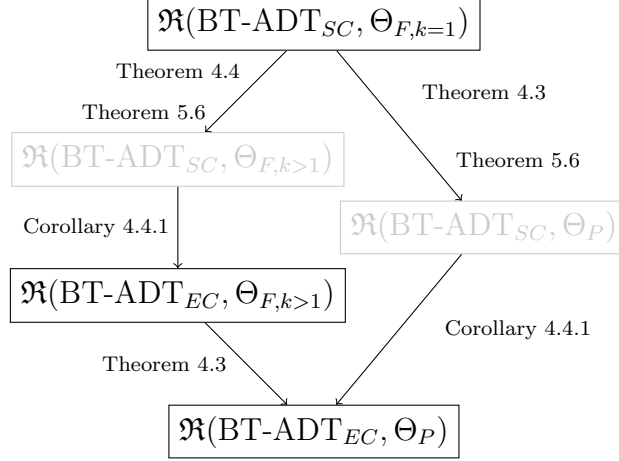 ℜ(BT-ADT_SC, Θ_F,k=1)
Theorem 4.4
Theorem 4.3
Theorem 5.6
ℜ(BT-ADT_SC, Θ_F,k>1)
Theorem 5.6
ℜ(BT-ADT_SC, Θ_P)
Corollary 4.4.1
ℜ(BT-ADT_EC, Θ_F,k>1)
Corollary 4.4.1
Theorem 4.3
ℜ(BT-ADT_EC, Θ_P)